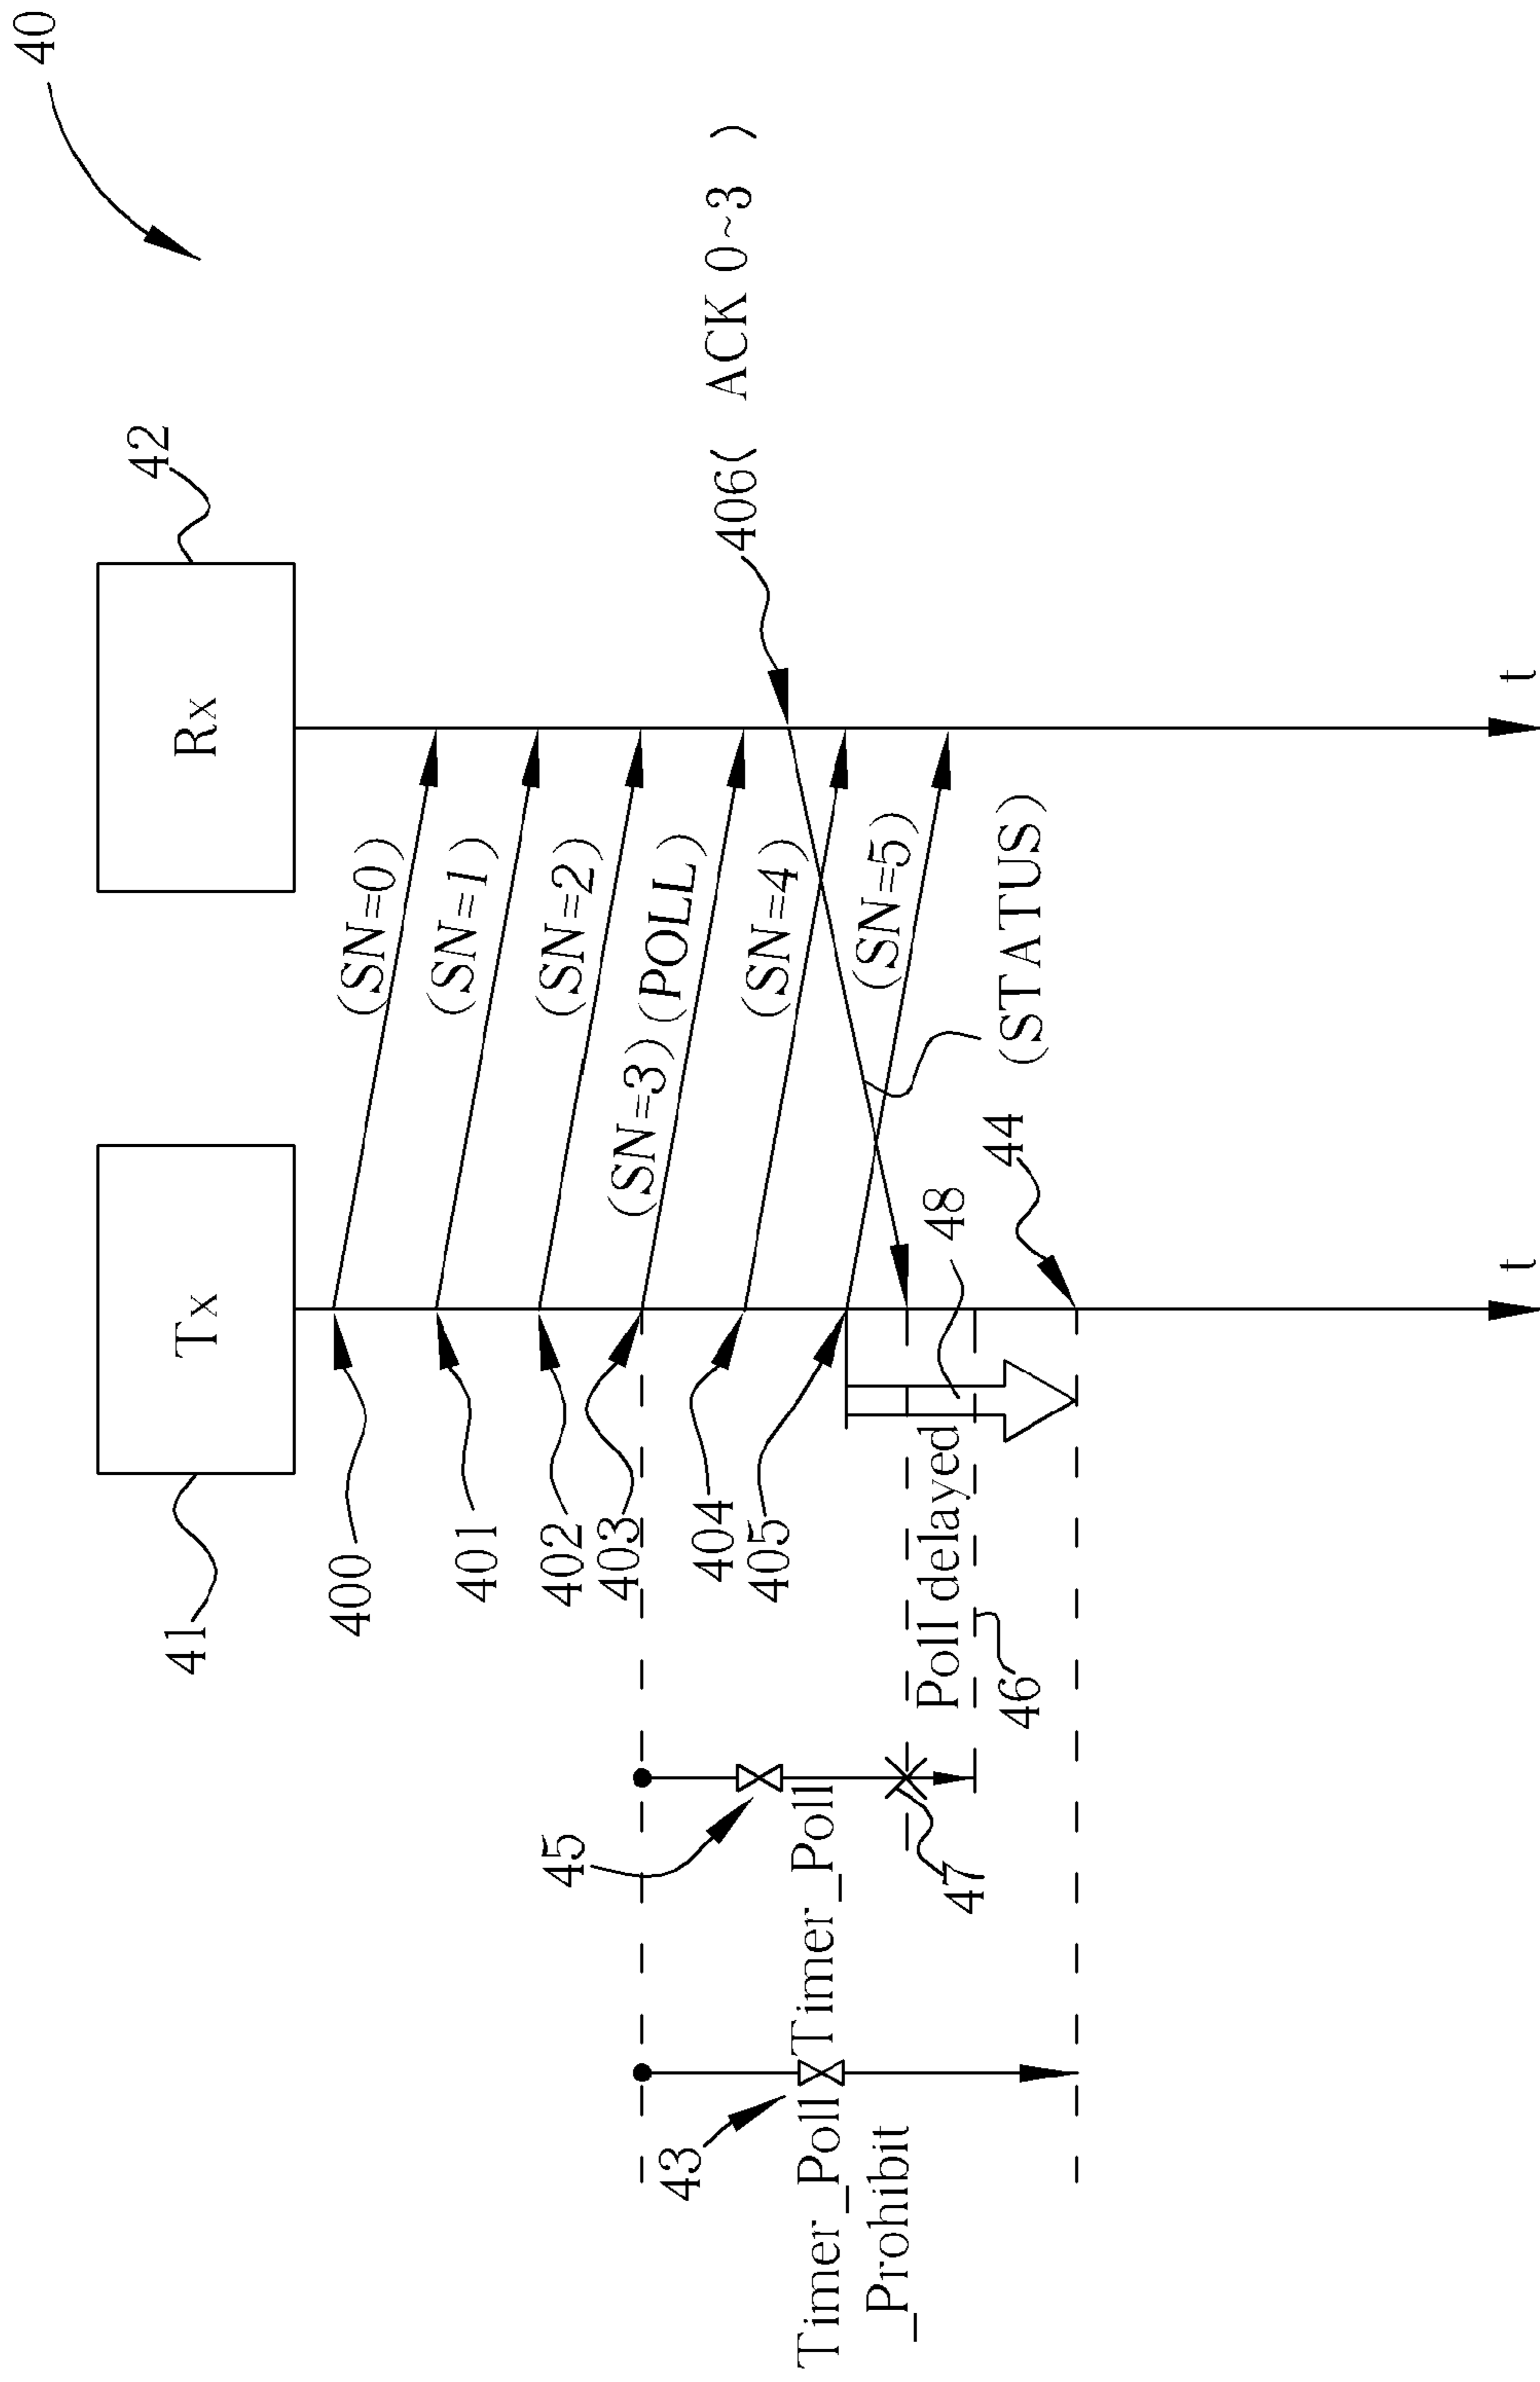 40
42
41
Rx
Tx
(SN=0)
(SN=1)
(SN=2)
(SN=3)(POLL)
(SN=4)
(SN=5)
(STATUS)
406( ACK 0~3 )
400
401
402
403
404
405
44
48
Poll delayed
46
45
47
Timer_Poll
43
Timer_Poll
_Prohibit
t
t